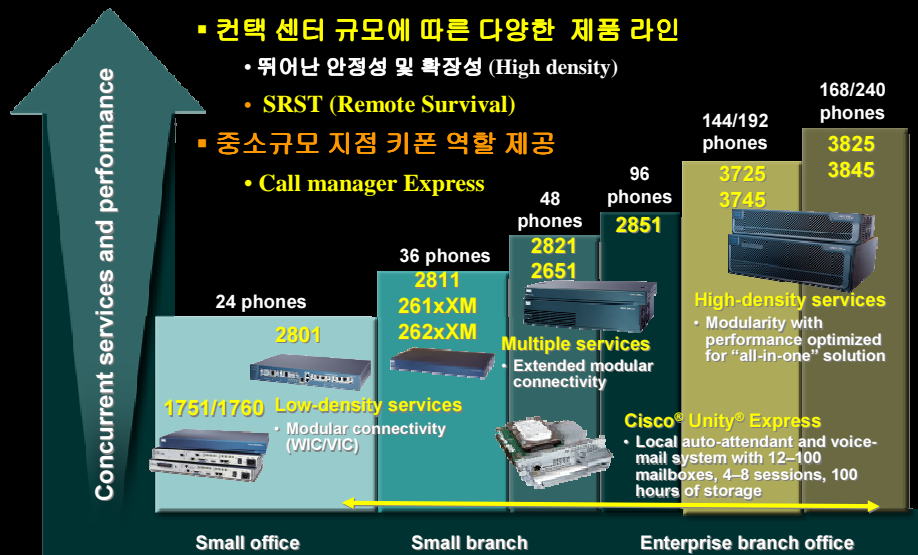 ▪ 컨택 센터 규모에 따른 다양한 제품 라인
• 뛰어난 안정성 및 확장성 (High density)
• SRST (Remote Survival)
▪ 중소규모 지점 키폰 역할 제공
• Call manager Express
Concurrent services and performance
24 phones
2801
1751/1760
Low-density services
• Modular connectivity
(WIC/VIC)
36 phones
2811
261xXM
262xXM
48
phones
2821
2651
Multiple services
• Extended modular
connectivity
96
phones
2851
144/192
phones
3725
3745
168/240
phones
3825
3845
High-density services
• Modularity with
performance optimized
for “all-in-one” solution
Cisco® Unity® Express
• Local auto-attendant and voice-
mail system with 12–100
mailboxes, 4–8 sessions, 100
hours of storage
Small office
Small branch
Enterprise branch office